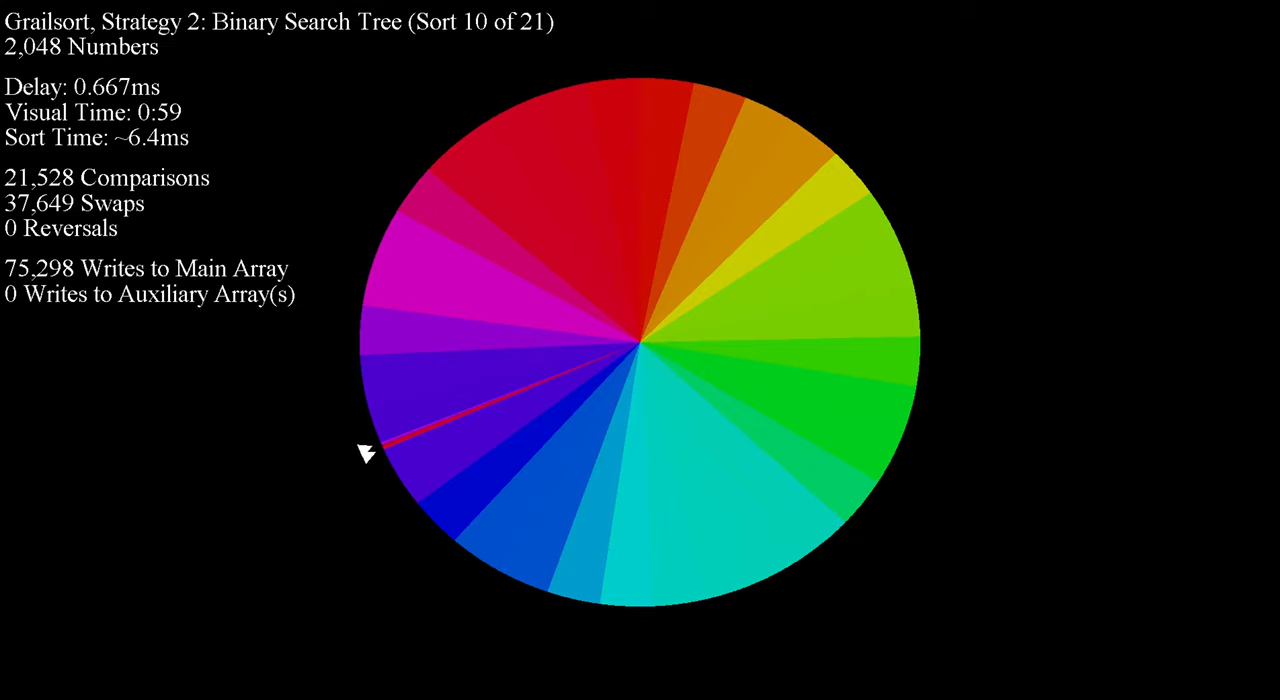 Grailsort, Strategy 2: Binary Search Tree (Sort 10 of 21)
2,048 Numbers
Delay: 0.667ms
Visual Time: 0:59
Sort Time: ~6.4ms
21,528 Comparisons
37,649 Swaps
0 Reversals
75,298 Writes to Main Array
0 Writes to Auxiliary Array(s)